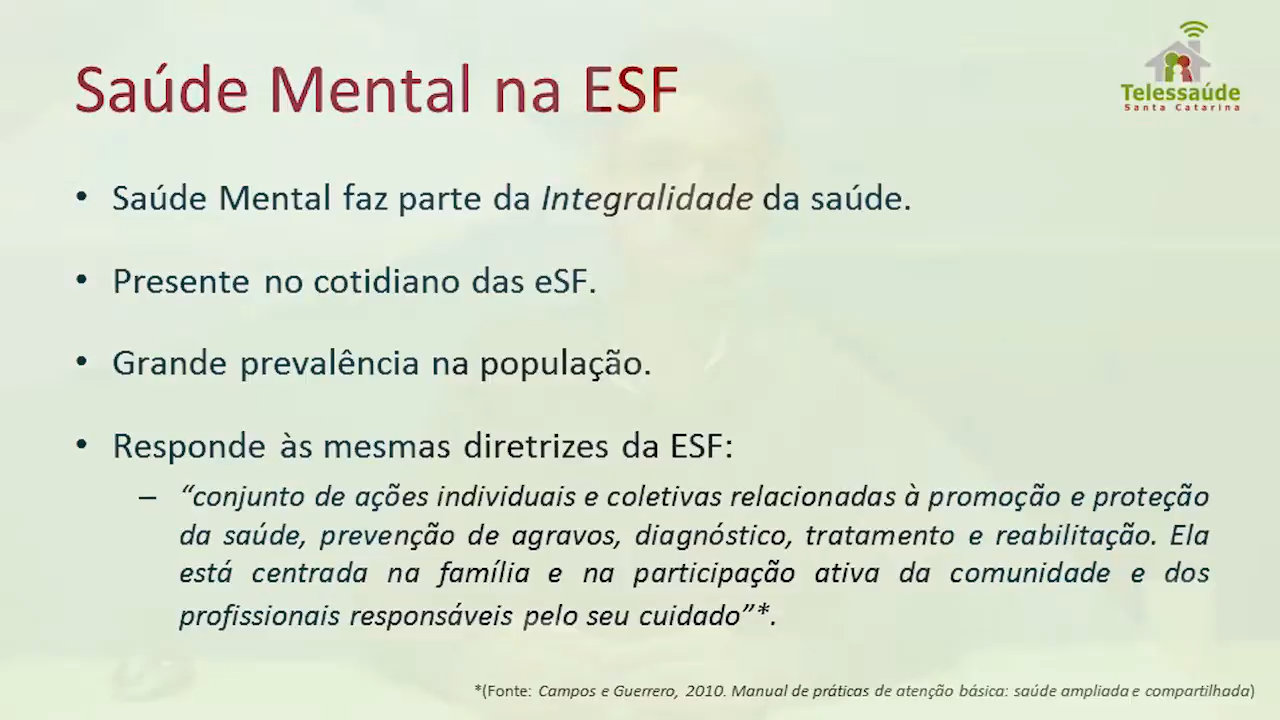 Saúde Mental na ESF
Telessaúde
Santa Catarina
• Saúde Mental faz parte da Integralidade da saúde.
• Presente no cotidiano das eSF.
• Grande prevalência na população.
• Responde às mesmas diretrizes da ESF:
– “conjunto de ações individuais e coletivas relacionadas à promoção e proteção
da saúde, prevenção de agravos, diagnóstico, tratamento e reabilitação. Ela
está centrada na família e na participação ativa da comunidade e dos
profissionais responsáveis pelo seu cuidado”*.
*(Fonte: Campos e Guerrero, 2010. Manual de práticas de atenção básica: saúde ampliada e compartilhada)